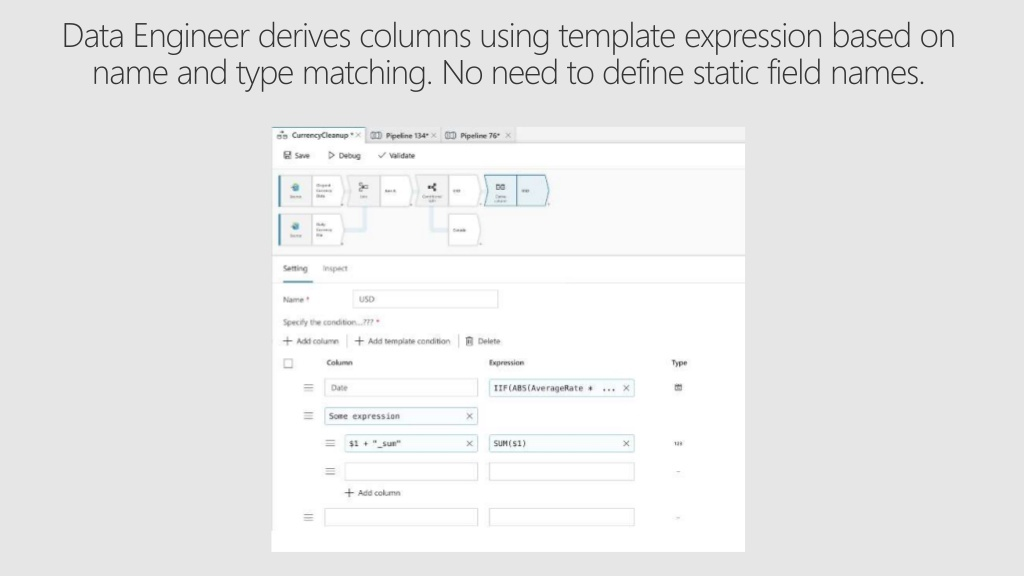 Data Engineer derives columns using template expression based on
name and type matching. No need to define static field names.
CurrencyCleanup *
Pipeline 134*
Pipeline 76*
Save
Debug
Validate
Setting
Inspect
Name *
USD
Specify the condition...??? *
Add column
Add template condition
Delete
Column
Expression
Type
Date
IIF(ABS(AverageRate + ...
Some expression
$1 + "_sum"
SUM($1)
123
Add column